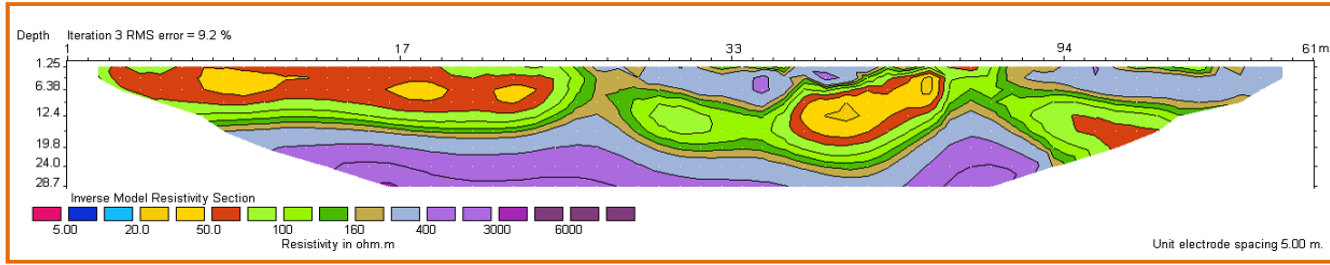 Depth Iteration 3 RMS error = 9.2 %
1 17 33 94 61 m
1.25
6.38
12.4
19.8
24.0
28.7
Inverse Model Resistivity Section
5.00 20.0 50.0 100 160 400 3000 6000
Resistivity in ohm.m
Unit electrode spacing 5.00 m.